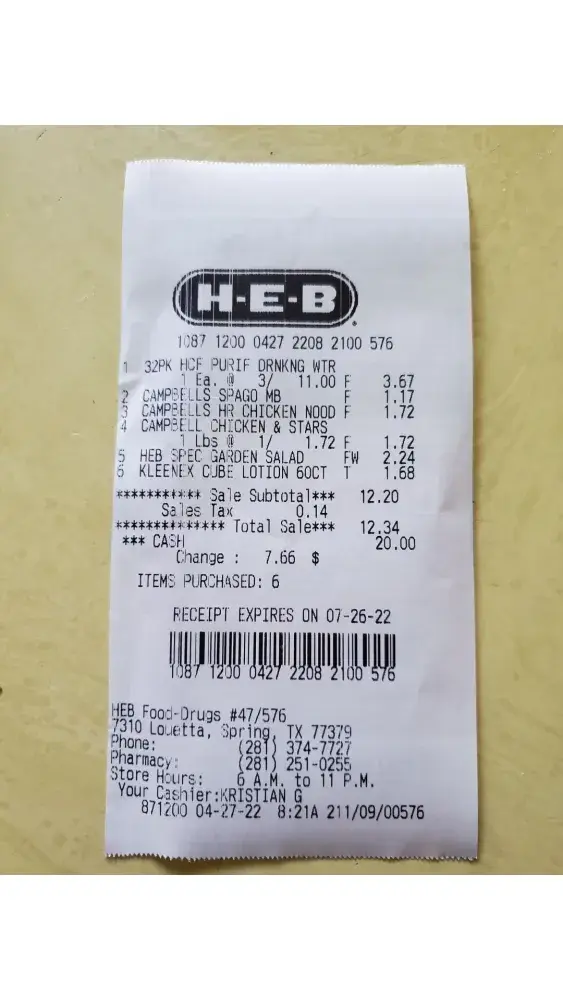 H-E-B
1087 1200 0427 2208 2100 576
1 32PK HCF PURIF DRNKNG WTR
1 Ea. @ 3/ 11.00 F 3.67
2 CAMPBELLS SPAGO MB F 1.17
3 CAMPBELLS HR CHICKEN NOOD F 1.72
4 CAMPBELL CHICKEN & STARS
1 Lbs @ 1/ 1.72 F 1.72
5 HEB SPEC GARDEN SALAD FW 2.24
6 KLEENEX CUBE LOTION 60CT T 1.68
*********** Sale Subtotal*** 12.20
Sales Tax 0.14
************** Total Sale*** 12.34
*** CASH 20.00
Change : 7.66 $
ITEMS PURCHASED: 6
RECEIPT EXPIRES ON 07-26-22
1087 1200 0427 2208 2100 576
HEB Food-Drugs #47/576
7310 Louetta, Spring, TX 77379
Phone: (281) 374-7727
Pharmacy: (281) 251-0255
Store Hours: 6 A.M. to 11 P.M.
Your Cashier:KRISTIAN G
871200 04-27-22 8:21A 211/09/00576